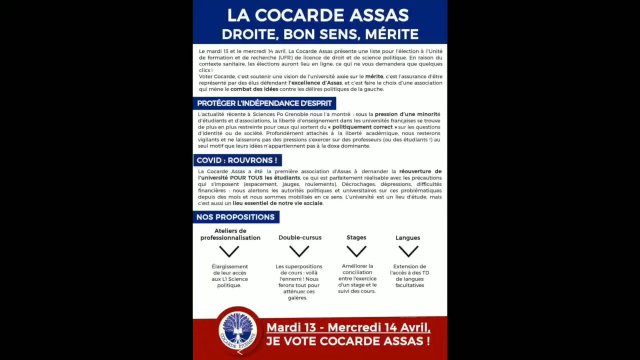 LA COCARDE ASSAS
DROITE, BON SENS, MÉRITE
Le mardi 13 et le mercredi 14 avril, La Cocarde Assas présente une liste pour l'élection à l'Unité
de formation et de recherche (UFR) de licence de droit et de science politique. En raison du
contexte sanitaire, les élections auront lieu en ligne, ce qui ne vous demandera que quelques
clics !
Voter Cocarde, c'est soutenir une vision de l'université axée sur le mérite, c'est l'assurance d'être
représenté par des élus défendant l'excellence d'Assas, et c'est faire le choix d'une association
qui mène le combat des idées contre les délires politiques de la gauche.
PROTÉGER L'INDÉPENDANCE D'ESPRIT
L'actualité récente à Sciences Po Grenoble nous l'a montré : sous la pression d'une minorité
d'étudiants et d'associations, la liberté d'enseignement dans les universités françaises se trouve
de plus en plus restreinte pour ceux qui sortent du « politiquement correct » sur les questions
d'identité ou de société. Profondément attachés à la liberté académique, nous resterons
vigilants et ne laisserons pas des pressions s'exercer sur des professeurs (ou des étudiants !) au
seul motif que leurs idées n'appartiennent pas à la doxa dominante.
COVID : ROUVRONS !
La Cocarde Assas a été la première association d'Assas à demander la réouverture de
l'université POUR TOUS les étudiants, ce qui est parfaitement réalisable avec les précautions
qui s'imposent (espacement, jauges, roulements). Décrochages, dépressions, difficultés
financières : nous alertons les autorités politiques et universitaires sur ces problématiques
depuis des mois et nous sommes mobilisés en ce sens. L'université est un lieu d'étude, mais
c'est aussi un lieu essentiel de notre vie sociale.
NOS PROPOSITIONS
Ateliers de
professionnalisation
Élargissement
de leur accès
aux L1 Science
politique.
Double-cursus
Les superpositions
de cours : voilà
l'ennemi ! Nous
ferons tout pour
atténuer ces
galères.
Stages
Améliorer la
conciliation
entre l'exercice
d'un stage et le
suivi des cours.
Langues
Extension de
l'accès à des TD
de langues
facultatives
COCARDE ÉTUDIANTE
Mardi 13 - Mercredi 14 Avril,
JE VOTE COCARDE ASSAS !